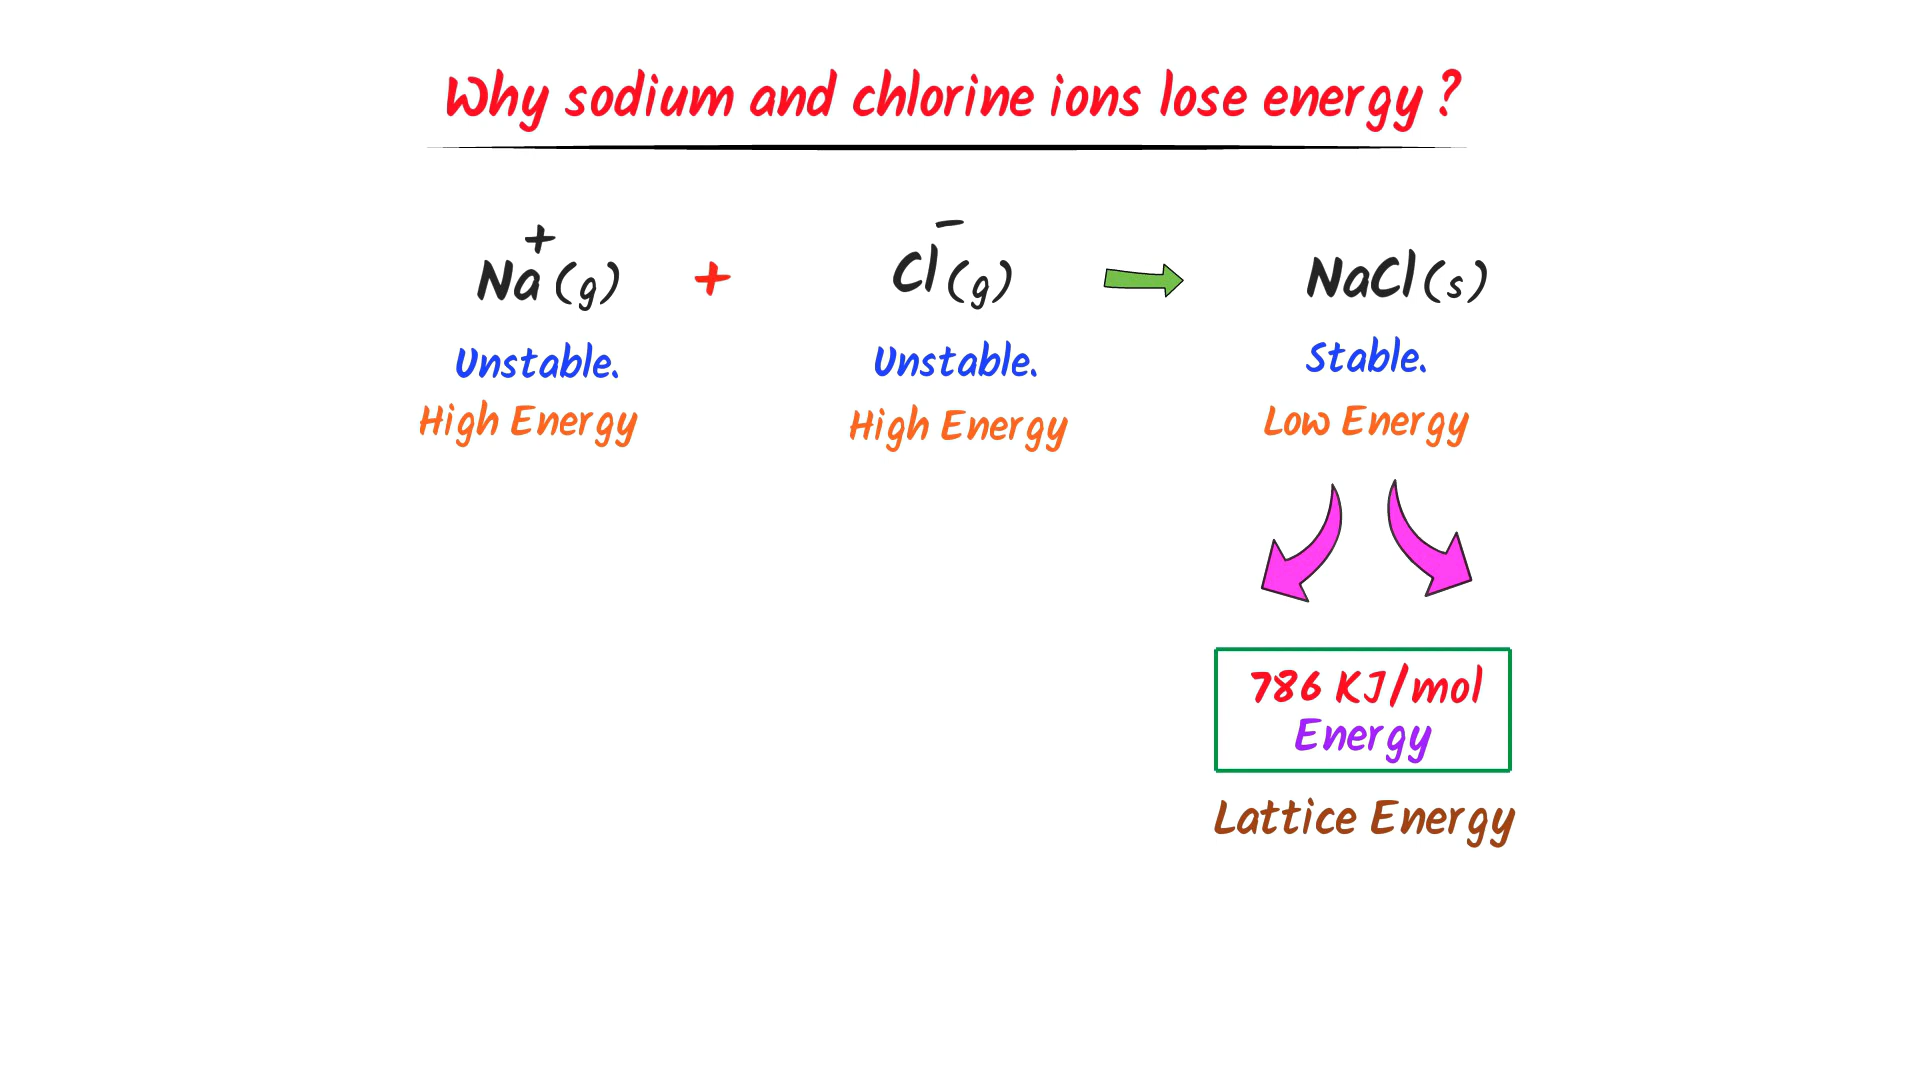 Why sodium and chlorine ions lose energy ?
Na⁺(g) + Cl⁻(g) NaCl(s)
Unstable. Unstable. Stable.
High Energy High Energy Low Energy
786 KJ/mol
Energy
Lattice Energy